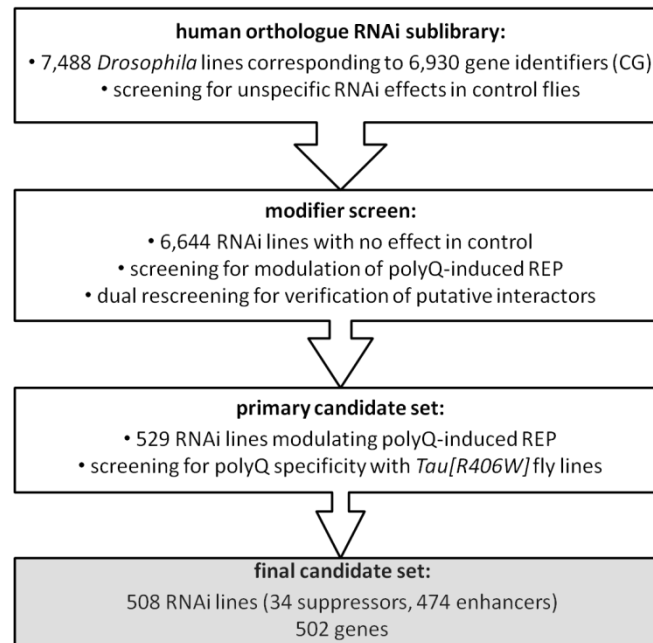 human orthologue RNAi sublibrary:
• 7,488 Drosophila lines corresponding to 6,930 gene identifiers (CG)
• screening for unspecific RNAi effects in control flies
modifier screen:
• 6,644 RNAi lines with no effect in control
• screening for modulation of polyQ-induced REP
• dual rescreening for verification of putative interactors
primary candidate set:
• 529 RNAi lines modulating polyQ-induced REP
• screening for polyQ specificity with Tau[R406W] fly lines
final candidate set:
508 RNAi lines (34 suppressors, 474 enhancers)
502 genes